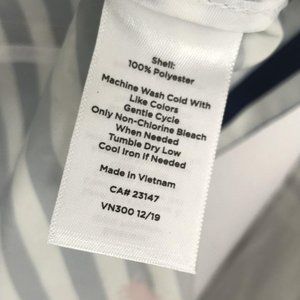 Shell:
100% Polyester
Machine Wash Cold With
Like Colors
Gentle Cycle
Only Non-Chlorine Bleach
When Needed
Tumble Dry Low
Cool Iron If Needed
Made in Vietnam
CA# 23147
VN300 12/19